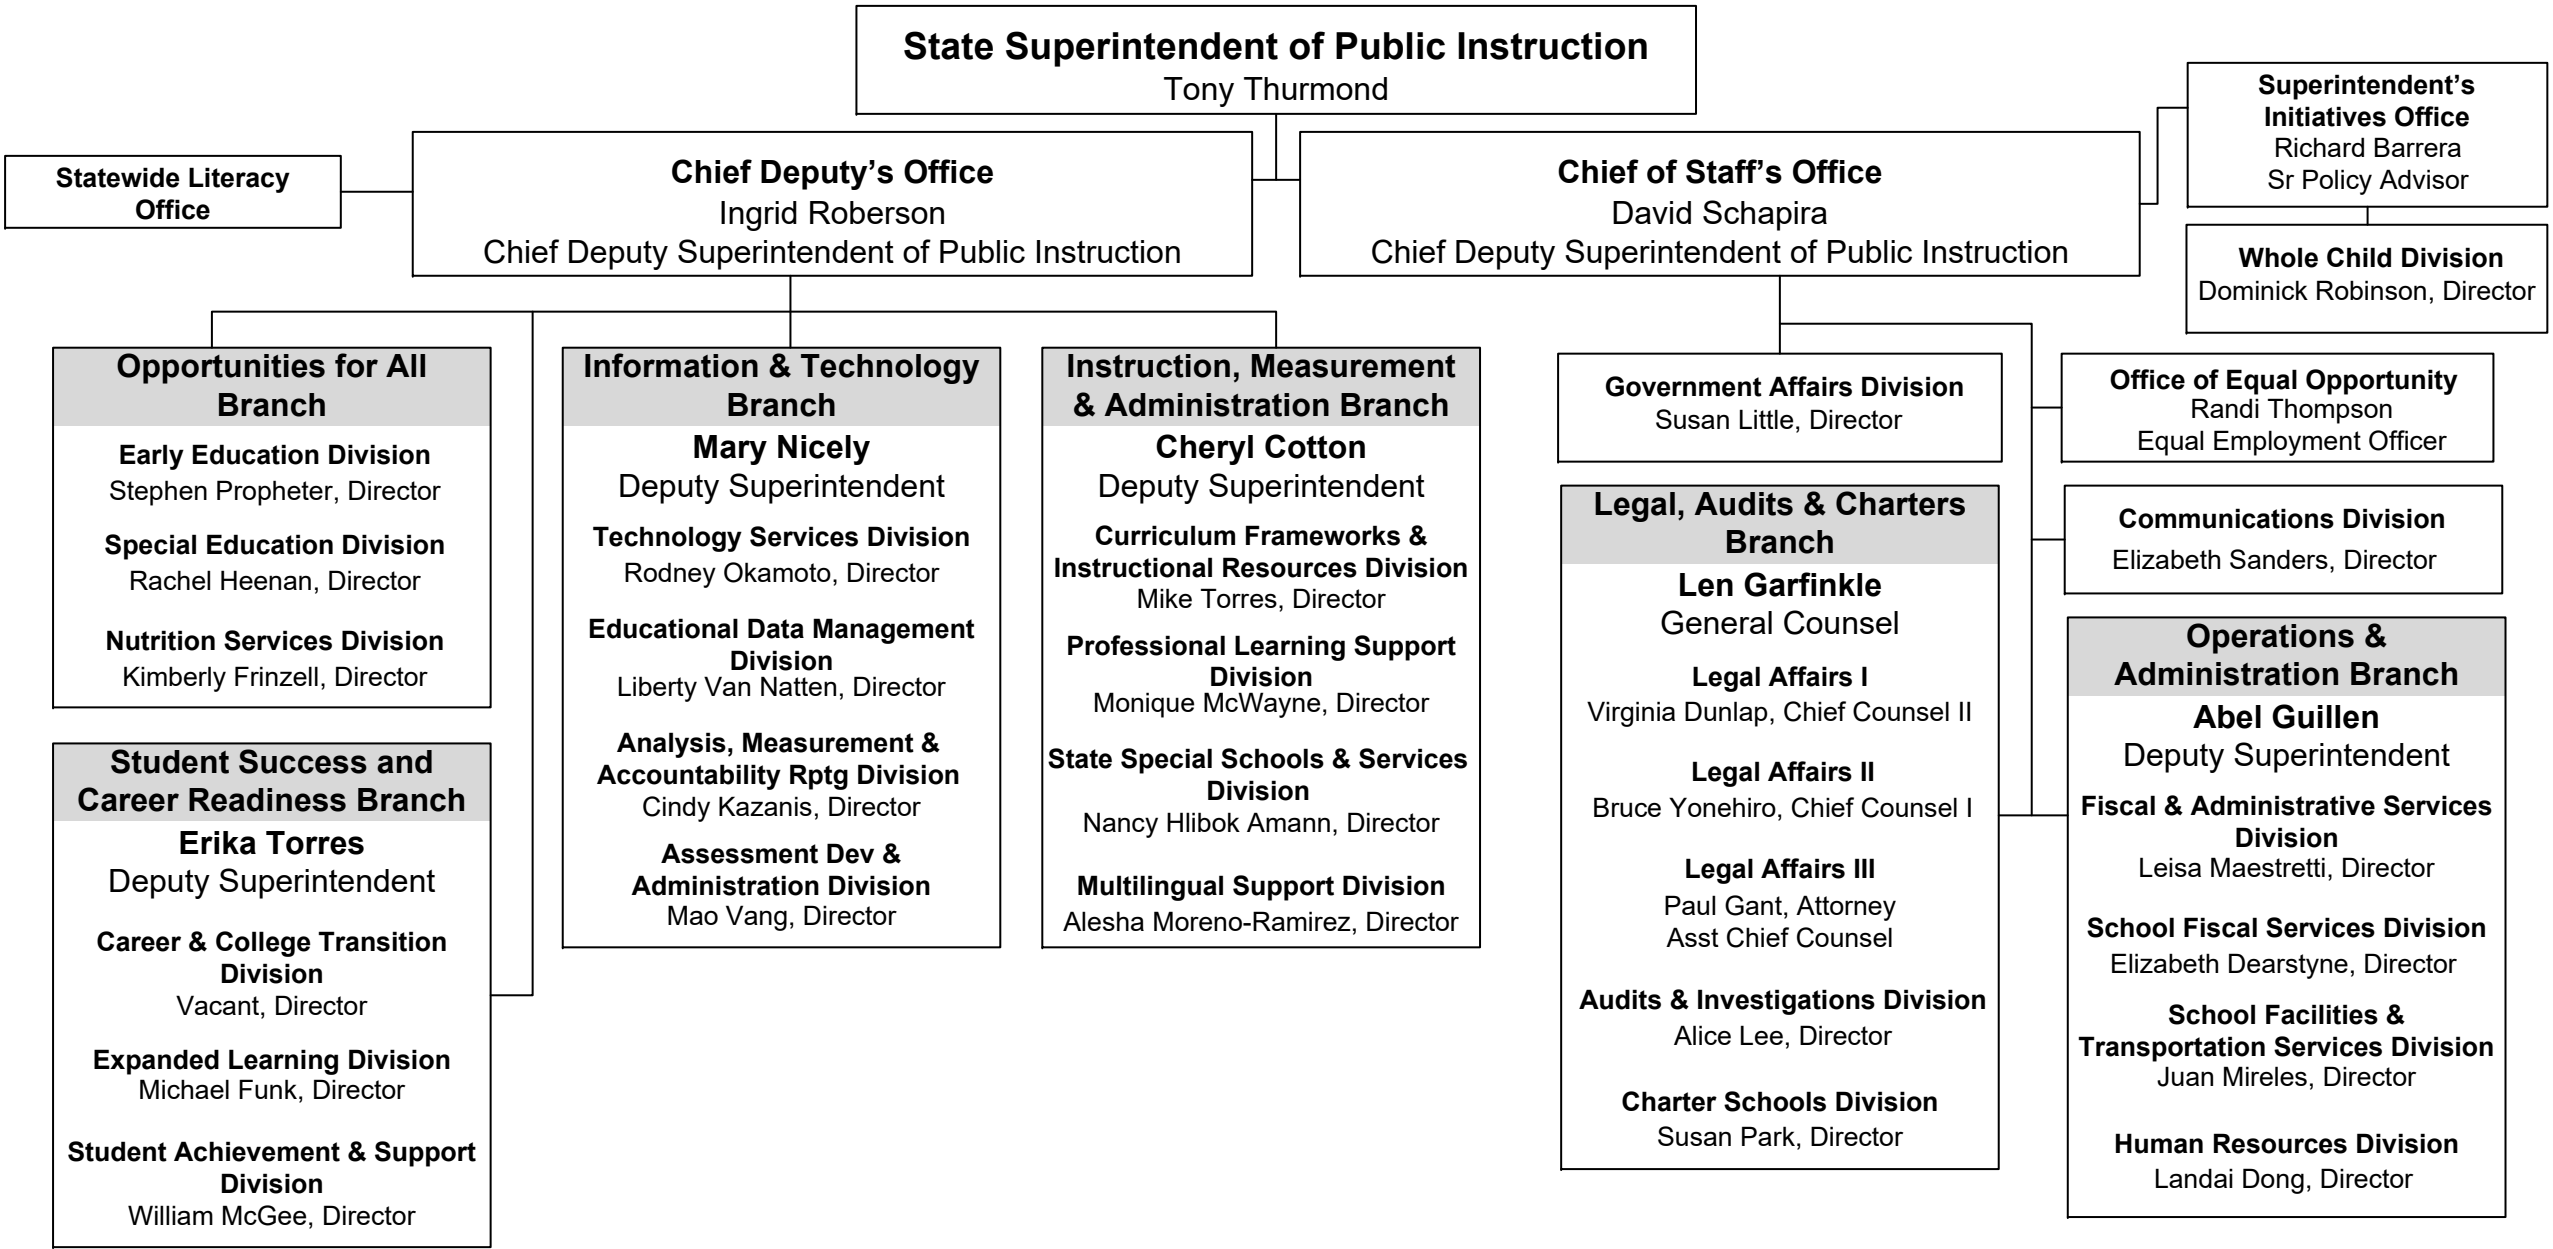 State Superintendent of Public Instruction
Tony Thurmond
Statewide Literacy
Office
Chief Deputy’s Office
Ingrid Roberson
Chief Deputy Superintendent of Public Instruction
Chief of Staff’s Office
David Schapira
Chief Deputy Superintendent of Public Instruction
Superintendent’s
Initiatives Office
Richard Barrera
Sr Policy Advisor
Whole Child Division
Dominick Robinson, Director
Opportunities for All
Branch
Early Education Division
Stephen Propheter, Director
Special Education Division
Rachel Heenan, Director
Nutrition Services Division
Kimberly Frinzell, Director
Student Success and
Career Readiness Branch
Erika Torres
Deputy Superintendent
Career & College Transition
Division
Vacant, Director
Expanded Learning Division
Michael Funk, Director
Student Achievement & Support
Division
William McGee, Director
Information & Technology
Branch
Mary Nicely
Deputy Superintendent
Technology Services Division
Rodney Okamoto, Director
Educational Data Management
Division
Liberty Van Natten, Director
Analysis, Measurement &
Accountability Rptg Division
Cindy Kazanis, Director
Assessment Dev &
Administration Division
Mao Vang, Director
Instruction, Measurement
& Administration Branch
Cheryl Cotton
Deputy Superintendent
Curriculum Frameworks &
Instructional Resources Division
Mike Torres, Director
Professional Learning Support
Division
Monique McWayne, Director
State Special Schools & Services
Division
Nancy Hlibok Amann, Director
Multilingual Support Division
Alesha Moreno-Ramirez, Director
Government Affairs Division
Susan Little, Director
Legal, Audits & Charters
Branch
Len Garfinkle
General Counsel
Legal Affairs I
Virginia Dunlap, Chief Counsel II
Legal Affairs II
Bruce Yonehiro, Chief Counsel I
Legal Affairs III
Paul Gant, Attorney
Asst Chief Counsel
Audits & Investigations Division
Alice Lee, Director
Charter Schools Division
Susan Park, Director
Office of Equal Opportunity
Randi Thompson
Equal Employment Officer
Communications Division
Elizabeth Sanders, Director
Operations &
Administration Branch
Abel Guillen
Deputy Superintendent
Fiscal & Administrative Services
Division
Leisa Maestretti, Director
School Fiscal Services Division
Elizabeth Dearstyne, Director
School Facilities &
Transportation Services Division
Juan Mireles, Director
Human Resources Division
Landai Dong, Director